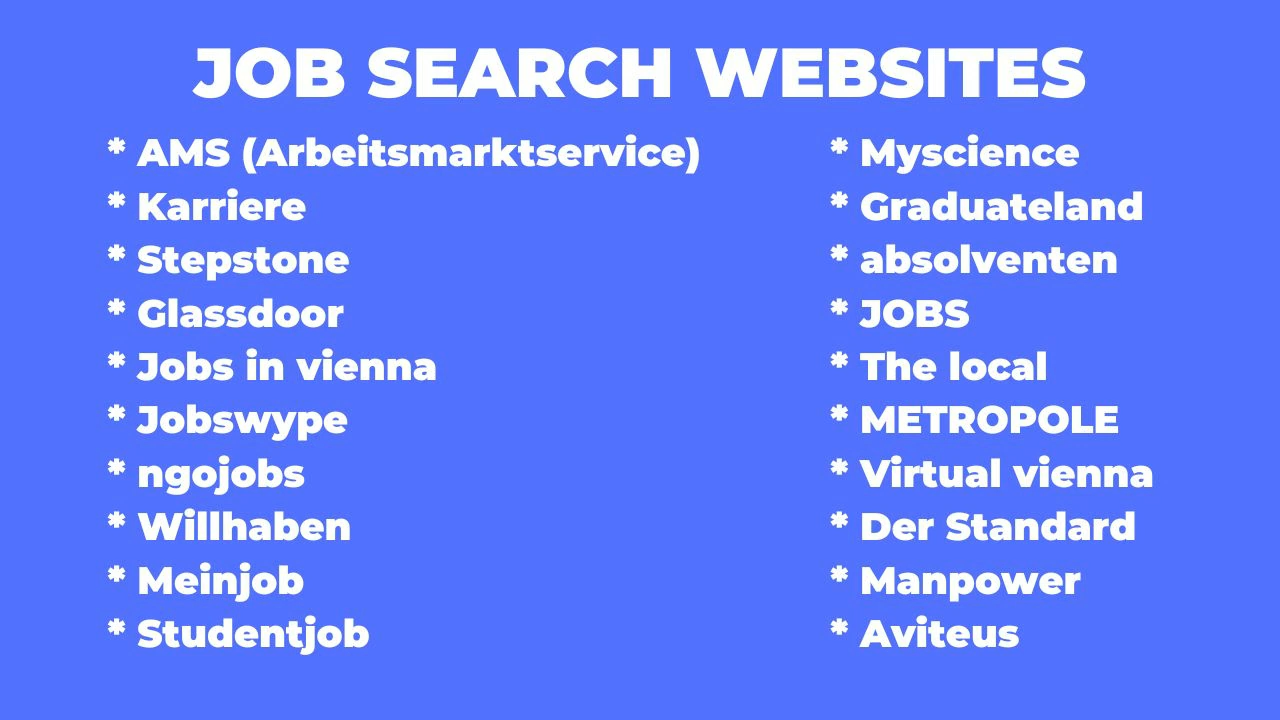 JOB SEARCH WEBSITES
* AMS (Arbeitsmarktservice)
* Karriere
* Stepstone
* Glassdoor
* Jobs in vienna
* Jobswype
* ngojobs
* Willhaben
* Meinjob
* Studentjob
* Myscience
* Graduateland
* absolventen
* JOBS
* The local
* METROPOLE
* Virtual vienna
* Der Standard
* Manpower
* Aviteus